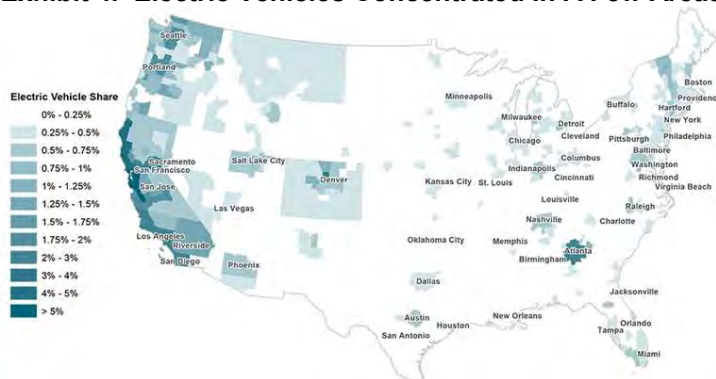 Electric Vehicle Share
0% - 0.25%
0.25% - 0.5%
0.5% - 0.75%
0.75% - 1%
1% - 1.25%
1.25% - 1.5%
1.5% - 1.75%
1.75% - 2%
2% - 3%
3% - 4%
4% - 5%
> 5%
Seattle
Portland
Sacramento
San Francisco
San Jose
Los Angeles
Riverside
San Diego
Las Vegas
Phoenix
Salt Lake City
Denver
Minneapolis
Milwaukee
Chicago
Detroit
Cleveland
Buffalo
Boston
Providence
Hartford
New York
Philadelphia
Pittsburgh
Baltimore
Washington
Richmond
Virginia Beach
Columbus
Indianapolis
Cincinnati
Kansas City
St. Louis
Louisville
Nashville
Raleigh
Charlotte
Oklahoma City
Memphis
Birmingham
Atlanta
Dallas
Austin
San Antonio
Houston
New Orleans
Jacksonville
Orlando
Tampa
Miami